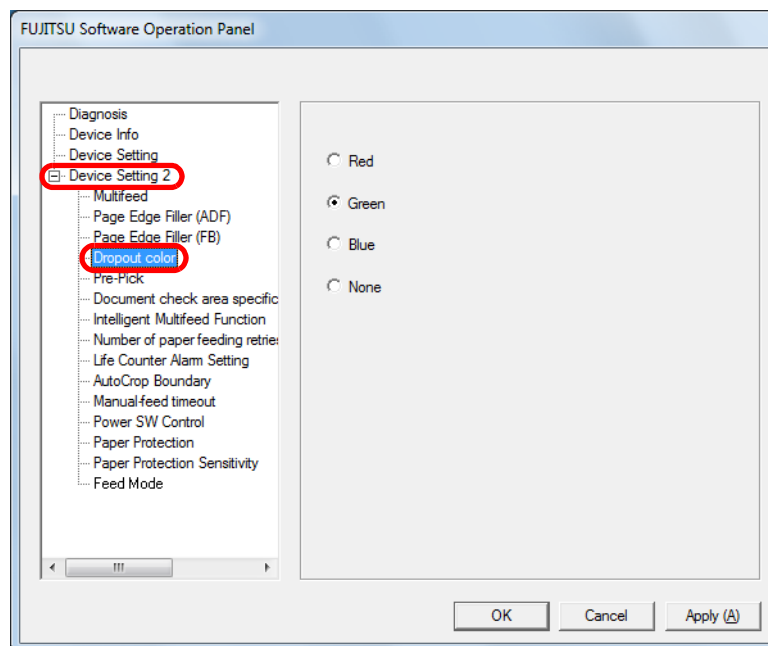 FUJITSU Software Operation Panel
Diagnosis
Device Info
Device Setting
Device Setting 2
Multifeed
Page Edge Filler (ADF)
Page Edge Filler (FB)
Dropout color
Pre-Pick
Document check area specific
Intelligent Multifeed Function
Number of paper feeding retries
Life Counter Alarm Setting
AutoCrop Boundary
Manual-feed timeout
Power SW Control
Paper Protection
Paper Protection Sensitivity
Feed Mode
Red
Green
Blue
None
OK
Cancel
Apply (A)